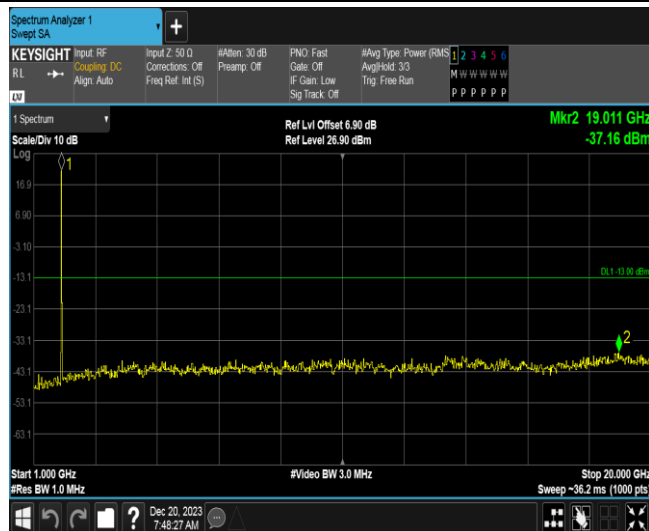 Spectrum Analyzer 1
Swept SA
+
KEYSIGHT
RL
LXI
Input: RF
Coupling: DC
Align: Auto
Input Z: 50 Ω
Corrections: Off
Freq Ref: Int (S)
#Atten: 30 dB
Preamp: Off
PNO: Fast
Gate: Off
IF Gain: Low
Sig Track: Off
#Avg Type: Power (RMS
Avg|Hold: 3/3
Trig: Free Run
1 2 3 4 5 6
M W W W W W
P P P P P P
1 Spectrum
Scale/Div 10 dB
Ref Lvl Offset 6.90 dB
Ref Level 26.90 dBm
Mkr2 19.011 GHz
-37.16 dBm
Log
1
16.9
6.90
-3.10
-13.1
DL1 -13.00 dBm
-23.1
-33.1
2
-43.1
-53.1
-63.1
Start 1.000 GHz
#Video BW 3.0 MHz
Stop 20.000 GHz
#Res BW 1.0 MHz
Sweep ~36.2 ms (1000 pts)
?
Dec 20, 2023
7:48:27 AM